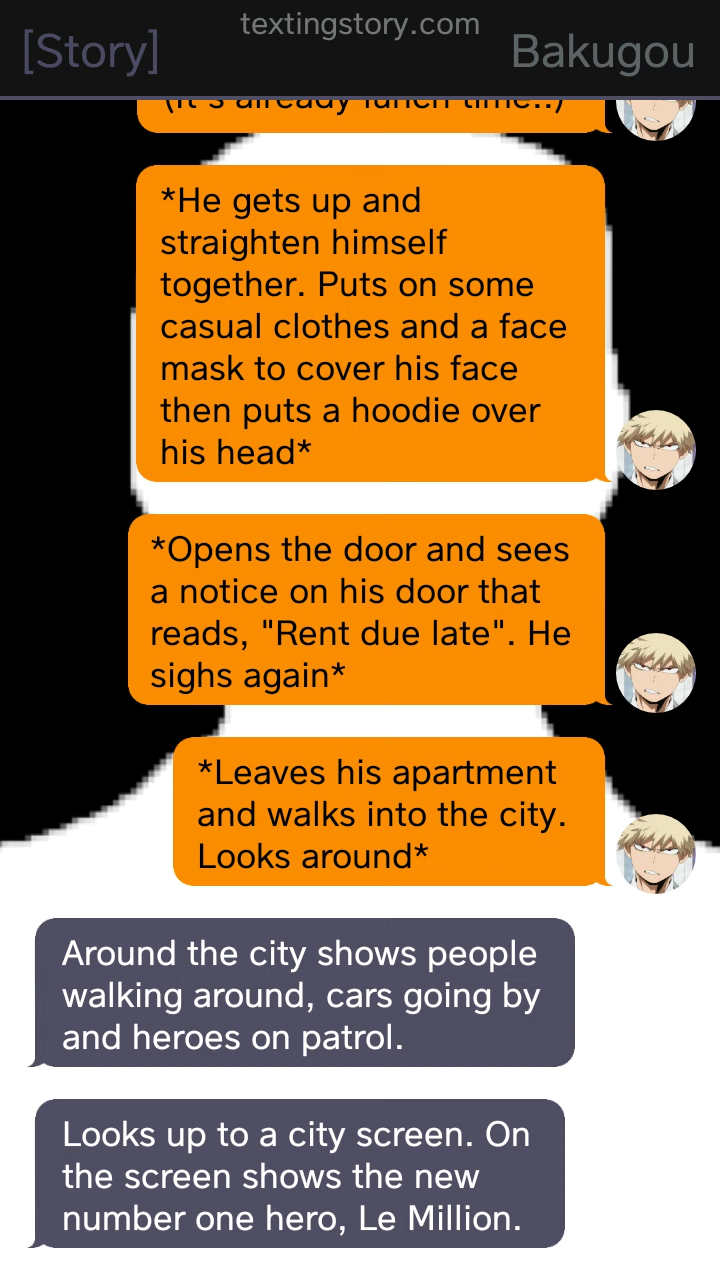 textingstory.com
[Story]
Bakugou
(It's already lunch time..)
*He gets up and
straighten himself
together. Puts on some
casual clothes and a face
mask to cover his face
then puts a hoodie over
his head*
*Opens the door and sees
a notice on his door that
reads, "Rent due late". He
sighs again*
*Leaves his apartment
and walks into the city.
Looks around*
Around the city shows people
walking around, cars going by
and heroes on patrol.
Looks up to a city screen. On
the screen shows the new
number one hero, Le Million.